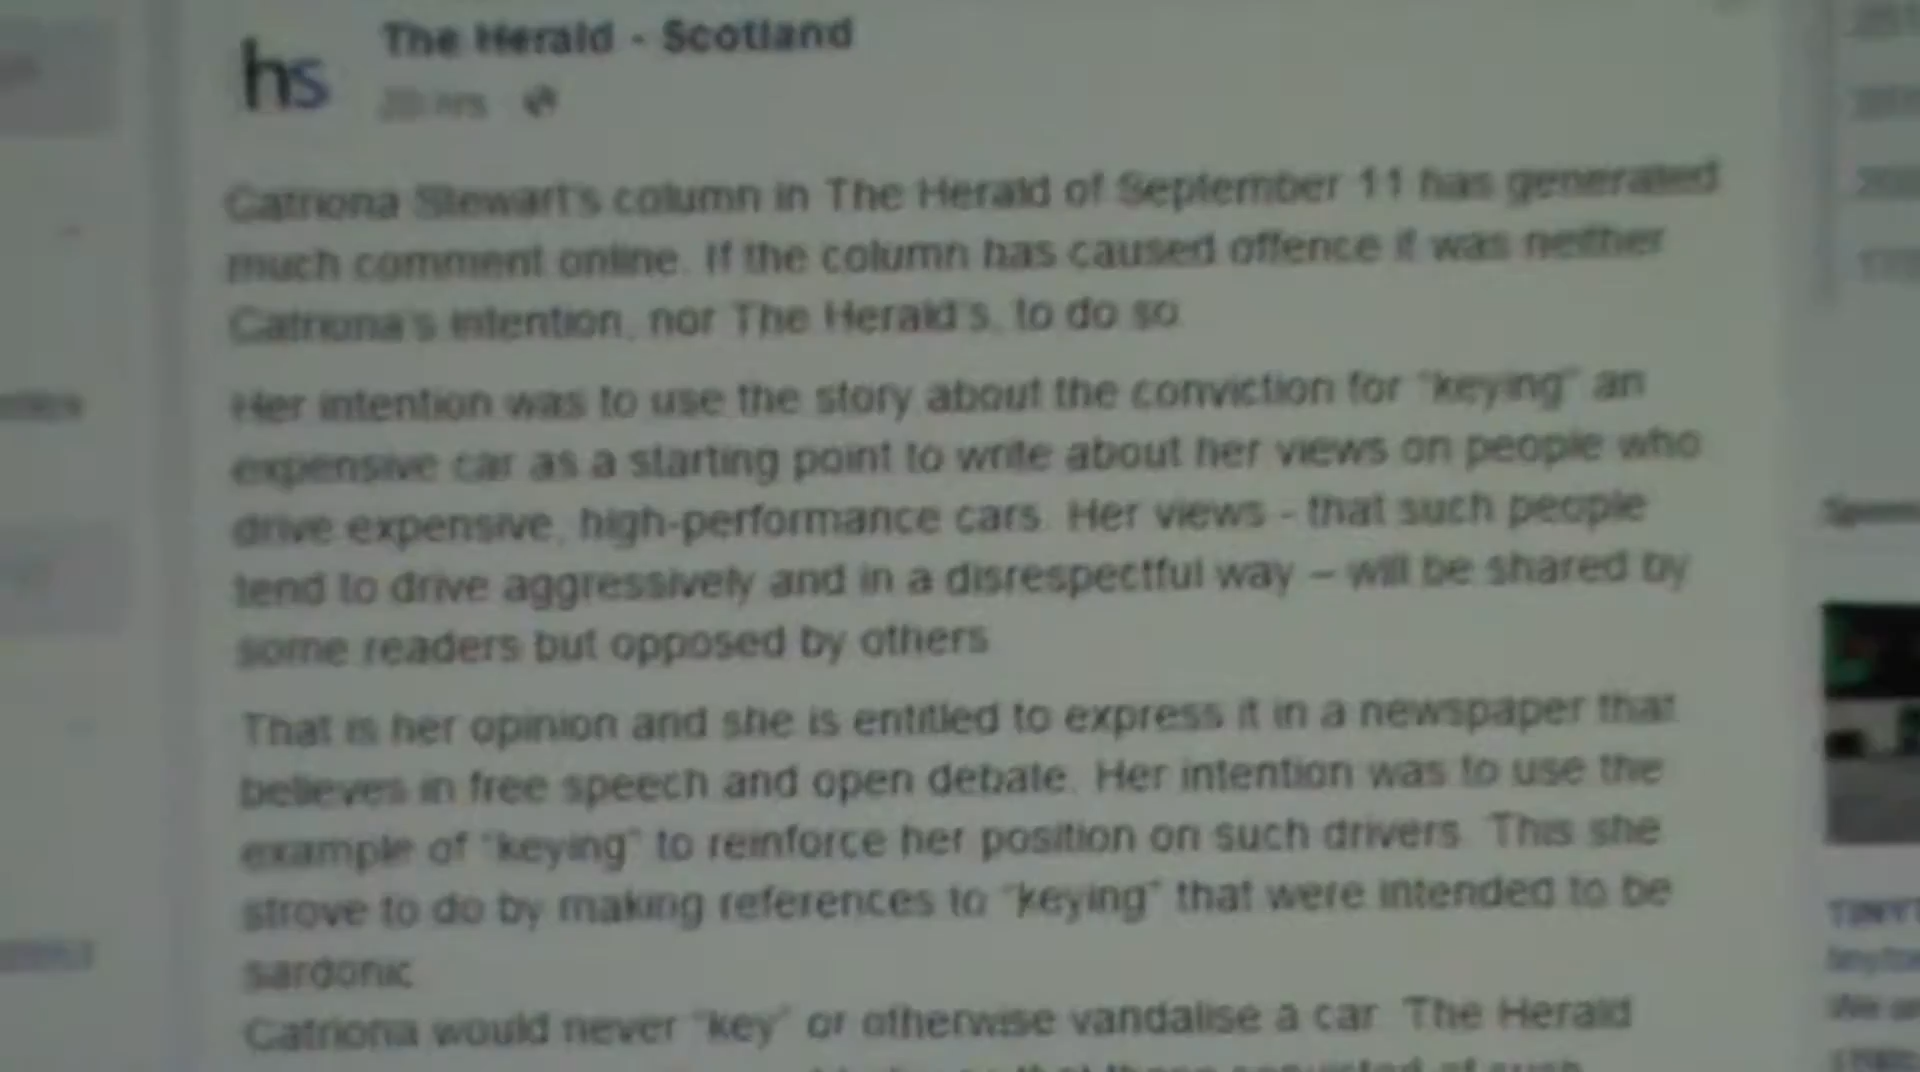 hs
The Herald - Scotland
20 hrs
Catriona Stewart's column in The Herald of September 11 has generated
much comment online. If the column has caused offence it was neither
Catriona's intention, nor The Herald's, to do so.
Her intention was to use the story about the conviction for "keying" an
expensive car as a starting point to write about her views on people who
drive expensive, high-performance cars. Her views - that such people
tend to drive aggressively and in a disrespectful way – will be shared by
some readers but opposed by others.
That is her opinion and she is entitled to express it in a newspaper that
believes in free speech and open debate. Her intention was to use the
example of "keying" to reinforce her position on such drivers. This she
strove to do by making references to "keying" that were intended to be
sardonic.
Catriona would never "key" or otherwise vandalise a car. The Herald